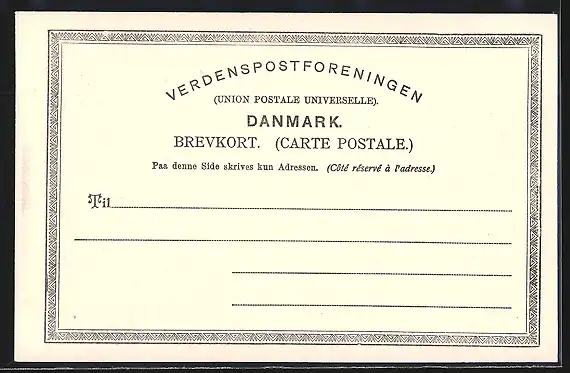 VERDENSPOSTFORENINGEN
(UNION POSTALE UNIVERSELLE).
DANMARK.
BREVKORT. (CARTE POSTALE.)
Paa denne Side skrives kun Adressen. (Côté réservé à l'adresse.)
Til